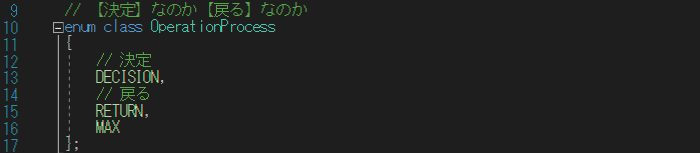 9 // 【決定】なのか【戻る】なのか
10 enum class OperationProcess
11 {
12 // 決定
13 DECISION,
14 // 戻る
15 RETURN,
16 MAX
17 };